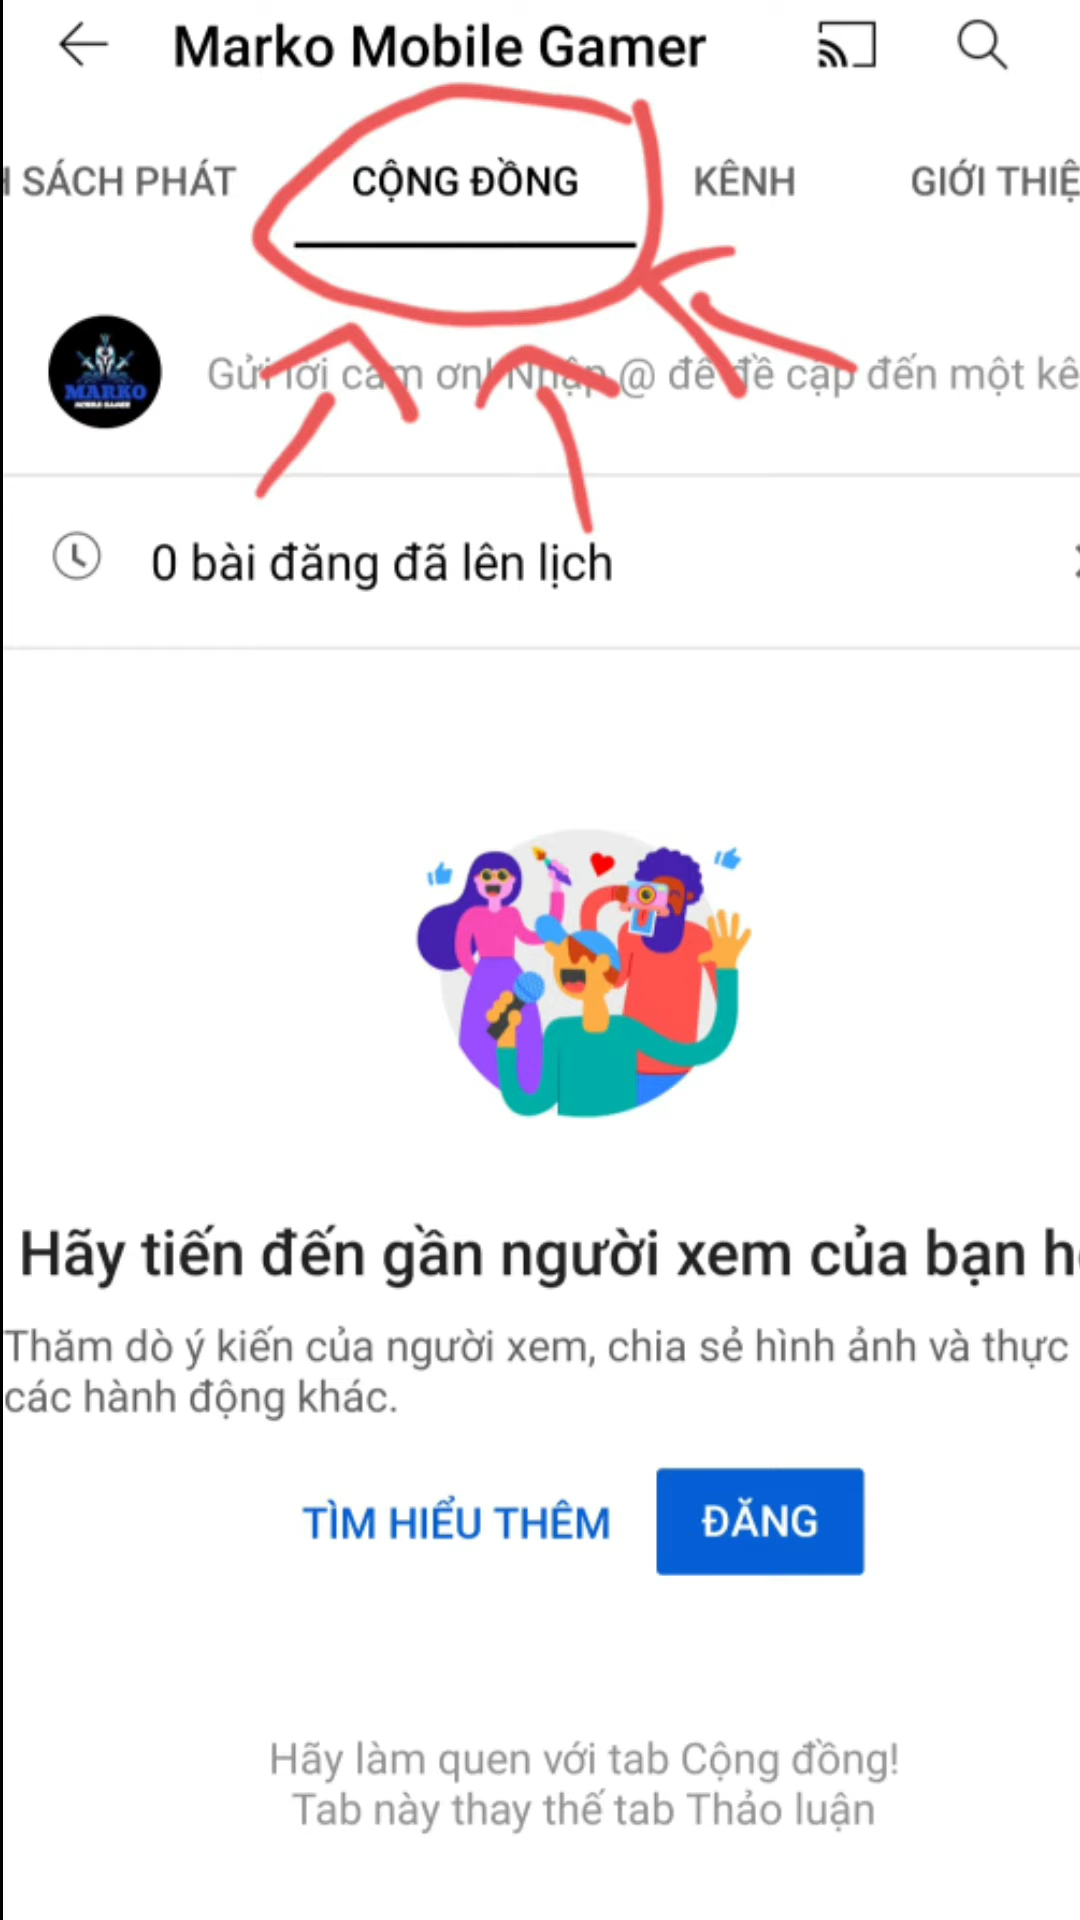 Marko Mobile Gamer
H SÁCH PHÁT CỘNG ĐỒNG KÊNH GIỚI THIỆ
MARKO
MOBILE GAMER
Gửi lời cảm ơn! Nhập @ để đề cập đến một kê
0 bài đăng đã lên lịch
Hãy tiến đến gần người xem của bạn h
Thăm dò ý kiến của người xem, chia sẻ hình ảnh và thực
các hành động khác.
TÌM HIỂU THÊM ĐĂNG
Hãy làm quen với tab Cộng đồng!
Tab này thay thế tab Thảo luận